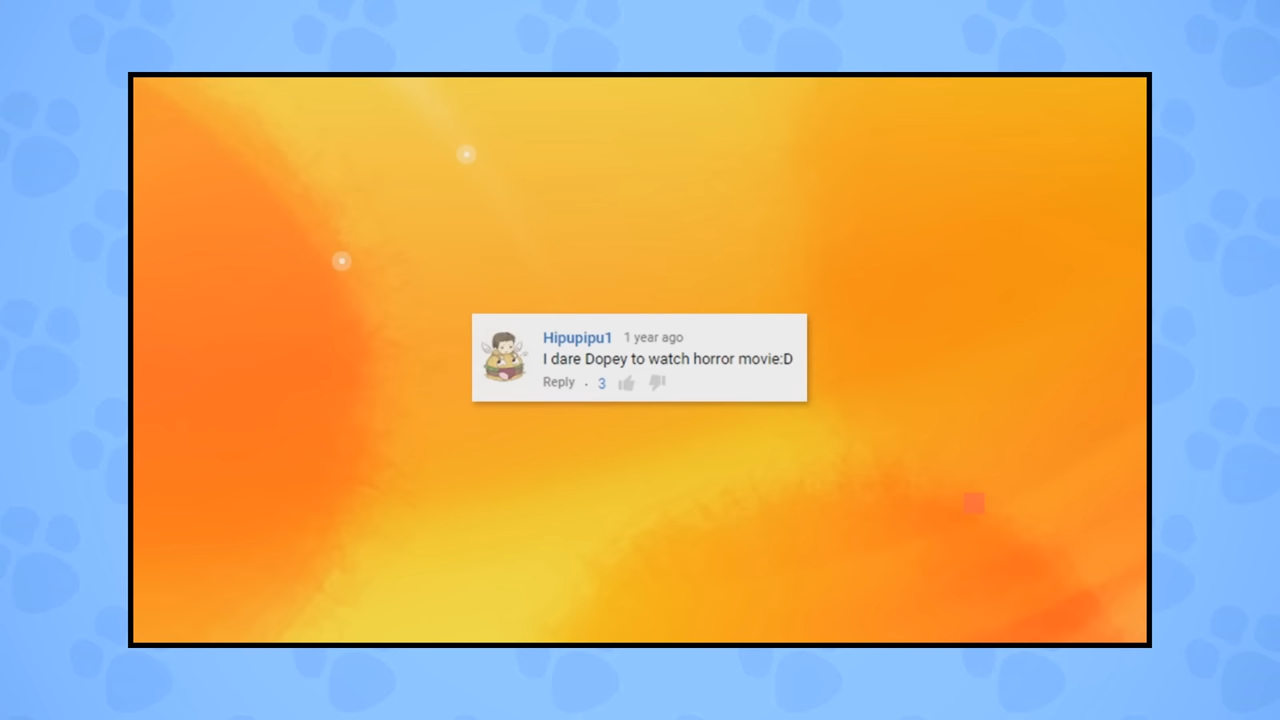 Hipupipu1 1 year ago
I dare Dopey to watch horror movie:D
Reply · 3